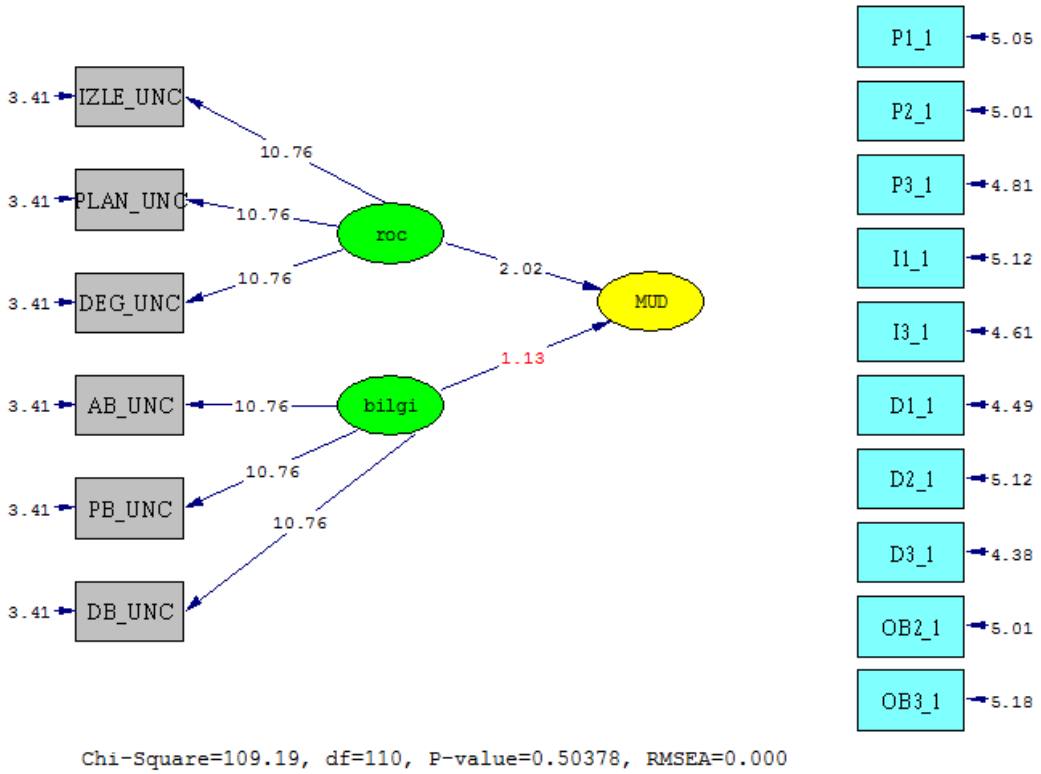 P1_1 5.05
3.41 IZLE_UNC
10.76
P2_1 5.01
3.41 PLAN_UNC
10.76
P3_1 4.81
roc
2.02
I1_1 5.12
10.76
3.41 DEG_UNC
MUD
I3_1 4.61
1.13
3.41 AB_UNC
10.76
bilgi
D1_1 4.49
10.76
D2_1 5.12
3.41 PB_UNC
10.76
D3_1 4.38
3.41 DB_UNC
OB2_1 5.01
OB3_1 5.18
Chi-Square=109.19, df=110, P-value=0.50378, RMSEA=0.000